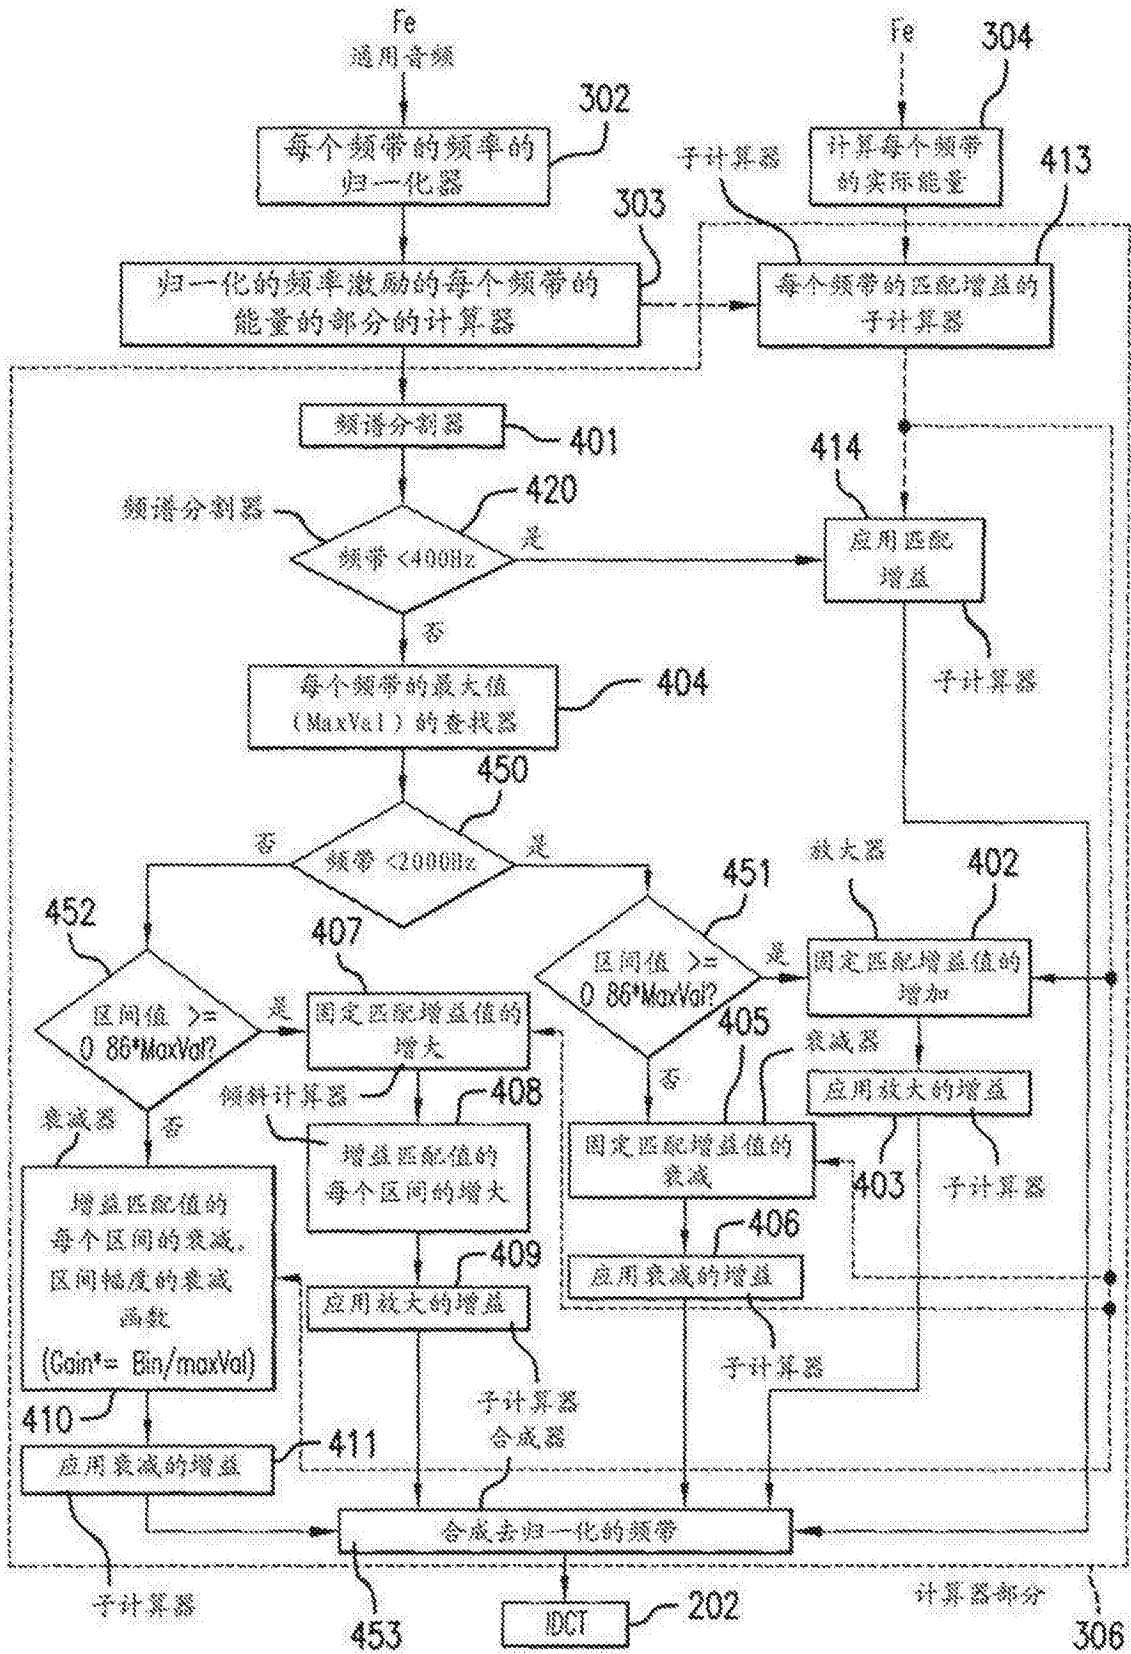 Fe
通用音频
Fe
304
302
每个频带的频率的
归一化器
子计算器
计算每个频带
的实际能量
413
303
归一化的频率激励的每个频带的
能量的部分的计算器
每个频带的匹配增益的
子计算器
频谱分割器
401
414
420
频谱分割器
频带 <400Hz
是
应用匹配
增益
否
子计算器
每个频带的最大值
(MaxVal) 的查找器
404
450
频带 <2000Hz
否
是
放大器
402
451
452
407
区间值 >=
0 86*MaxVal?
是
固定匹配增益值的
增加
区间值 >=
0 86*MaxVal?
是
固定匹配增益值的
增大
405
衰减器
否
倾斜计算器
408
应用放大的增益
403
子计算器
衰减器
否
固定匹配增益值的
衰减
增益匹配值的
每个区间的增大
增益匹配值的
每个区间的衰减,
区间幅度的衰减
函数
(Gain*= Bin/maxVal)
409
406
应用放大的增益
应用衰减的增益
子计算器
子计算器
410
411
应用衰减的增益
合成器
合成去归一化的频带
子计算器
453
IDCT
202
计算器部分
306